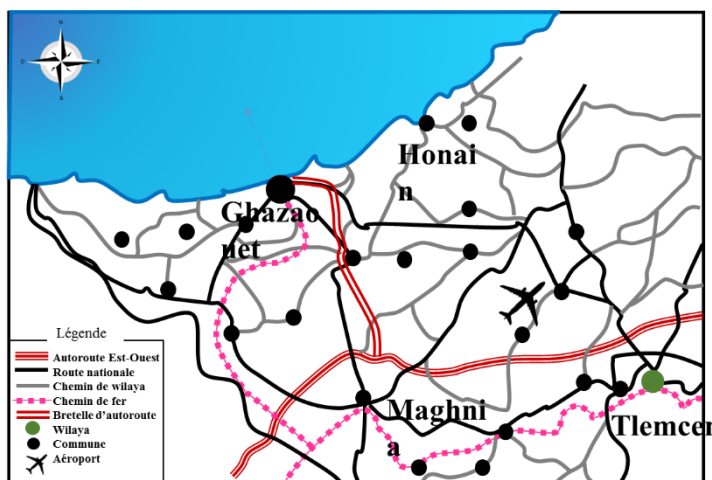 N
D
E
S
Honai
n
Ghazao
uet
Maghni
a
Tlemcen
Légende
Autoroute Est-Ouest
Route nationale
Chemin de wilaya
Chemin de fer
Bretelle d'autoroute
Wilaya
Commune
Aéroport